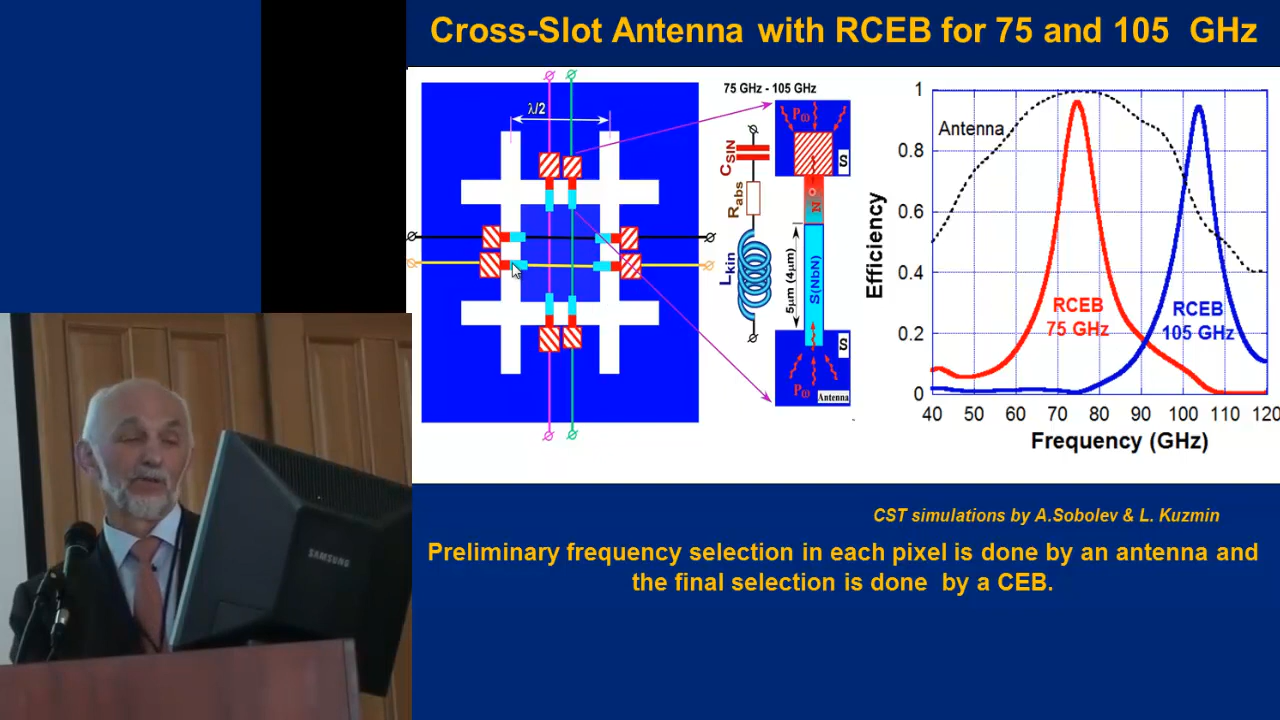 Cross-Slot Antenna with RCEB for 75 and 105 GHz
λ/2
75 GHz - 105 GHz
C_SIN
R_abs
L_kin
5μm (4μm)
Pω
S
N
S(NbN)
S
Pω
Antenna
Efficiency
1
0.8
0.6
0.4
0.2
0
Antenna
RCEB
75 GHz
RCEB
105 GHz
40 50 60 70 80 90 100 110 120
Frequency (GHz)
CST simulations by A.Sobolev & L. Kuzmin
Preliminary frequency selection in each pixel is done by an antenna and
the final selection is done by a CEB.
SAMSUNG